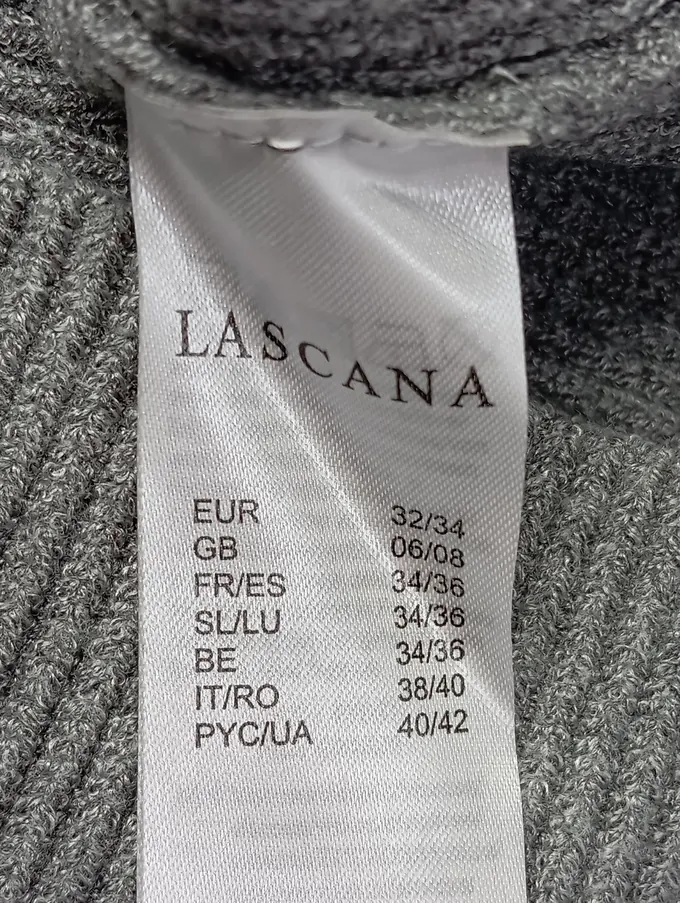 LASCANA
EUR 32/34
GB 06/08
FR/ES 34/36
SL/LU 34/36
BE 34/36
IT/RO 38/40
PYC/UA 40/42